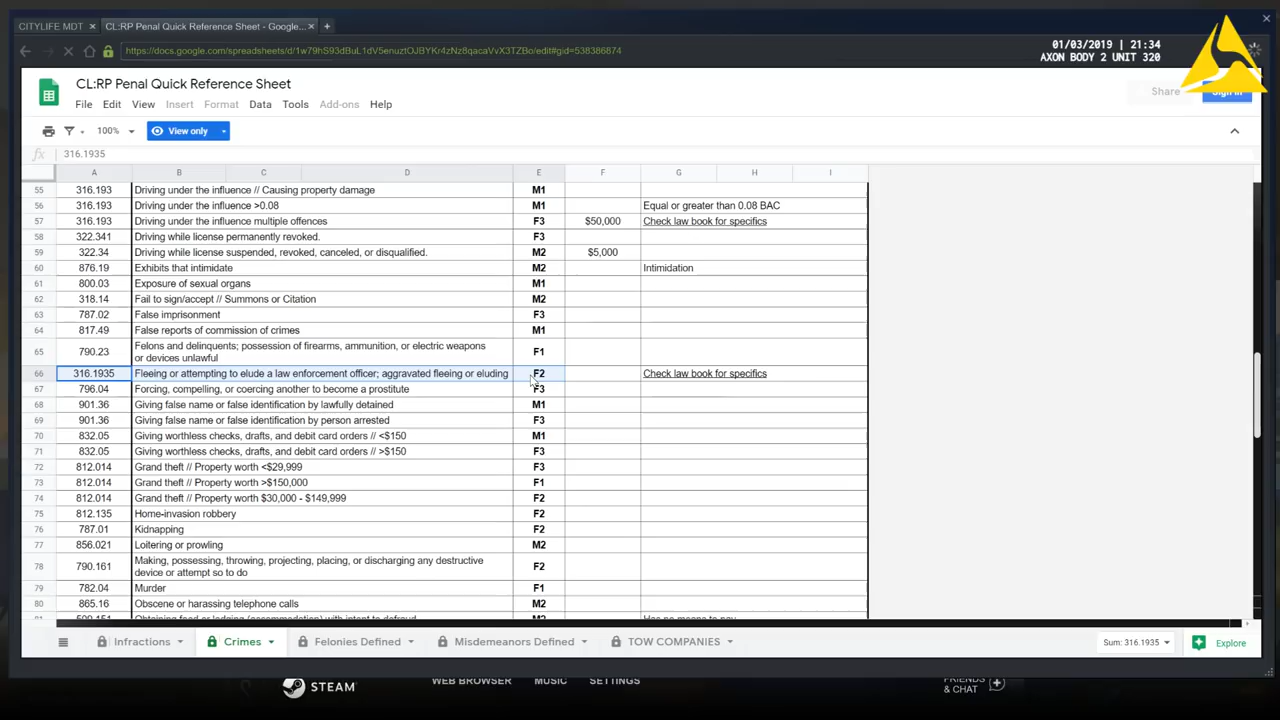 CITYLIFE MDT
CL:RP Penal Quick Reference Sheet - Google...
https://docs.google.com/spreadsheets/d/1w79hS93dBuL1dV5enuztOJBYKr4zNz8qacaVvX3TZBo/edit#gid=538386874
01/03/2019 | 21:34
AXON BODY 2 UNIT 320
CL:RP Penal Quick Reference Sheet
Share
Sign in
File Edit View Insert Format Data Tools Add-ons Help
100% View only
fx 316.1935
A B C D E F G H I
55 316.193 Driving under the influence // Causing property damage M1
56 316.193 Driving under the influence >0.08 M1 Equal or greater than 0.08 BAC
57 316.193 Driving under the influence multiple offences F3 $50,000 Check law book for specifics
58 322.341 Driving while license permanently revoked. F3
59 322.34 Driving while license suspended, revoked, canceled, or disqualified. M2 $5,000
60 876.19 Exhibits that intimidate M2 Intimidation
61 800.03 Exposure of sexual organs M1
62 318.14 Fail to sign/accept // Summons or Citation M2
63 787.02 False imprisonment F3
64 817.49 False reports of commission of crimes M1
65 790.23 Felons and delinquents; possession of firearms, ammunition, or electric weapons
or devices unlawful F1
66 316.1935 Fleeing or attempting to elude a law enforcement officer; aggravated fleeing or eluding F2 Check law book for specifics
67 796.04 Forcing, compelling, or coercing another to become a prostitute F3
68 901.36 Giving false name or false identification by lawfully detained M1
69 901.36 Giving false name or false identification by person arrested F3
70 832.05 Giving worthless checks, drafts, and debit card orders // <$150 M1
71 832.05 Giving worthless checks, drafts, and debit card orders // >$150 F3
72 812.014 Grand theft // Property worth <$29,999 F3
73 812.014 Grand theft // Property worth >$150,000 F1
74 812.014 Grand theft // Property worth $30,000 - $149,999 F2
75 812.135 Home-invasion robbery F2
76 787.01 Kidnapping F2
77 856.021 Loitering or prowling M2
78 790.161 Making, possessing, throwing, projecting, placing, or discharging any destructive
device or attempt so to do F2
79 782.04 Murder F1
80 865.16 Obscene or harassing telephone calls M2
Infractions Crimes Felonies Defined Misdemeanors Defined TOW COMPANIES Sum: 316.1935 Explore
STEAM WEB BROWSER MUSIC SETTINGS FRIENDS
& CHAT